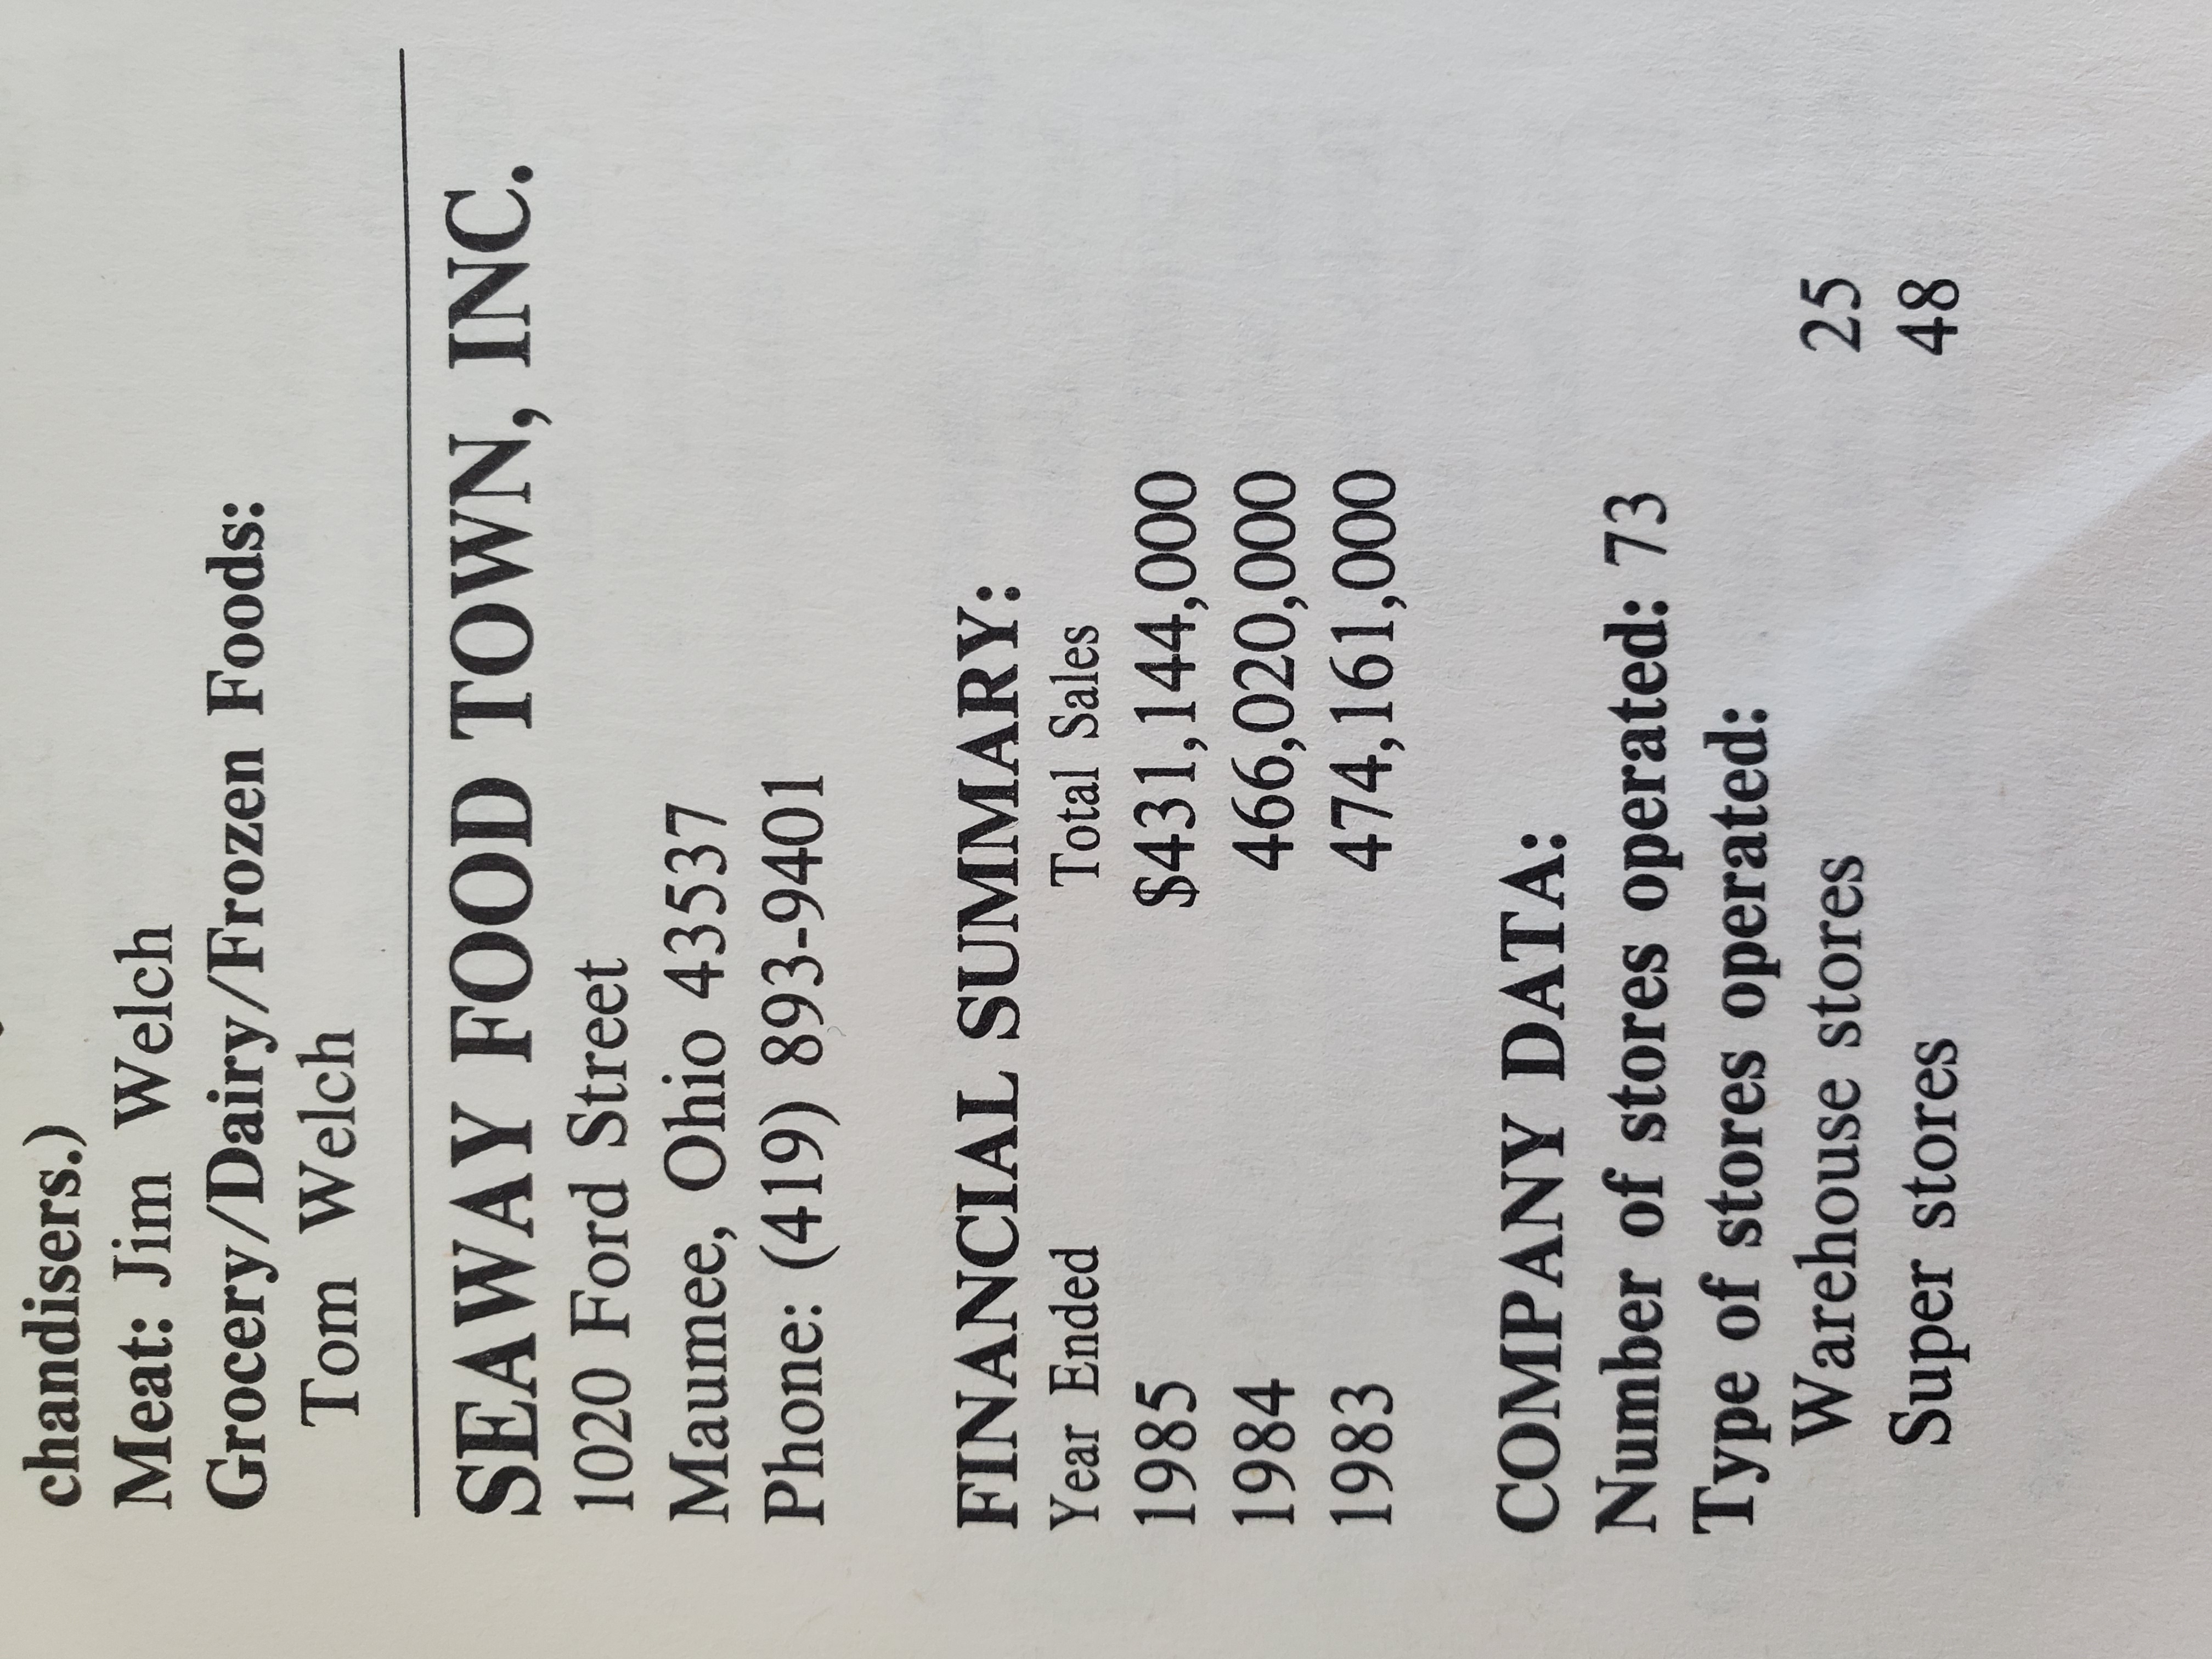 chandisers.)
Meat: Jim Welch
Grocery/Dairy/Frozen Foods:
Tom Welch
SEAWAY FOOD TOWN, INC.
1020 Ford Street
Maumee, Ohio 43537
Phone: (419) 893-9401
FINANCIAL SUMMARY:
Year Ended Total Sales
1985 $431,144,000
1984 466,020,000
1983 474,161,000
COMPANY DATA:
Number of stores operated: 73
Type of stores operated:
Warehouse stores 25
Super stores 48